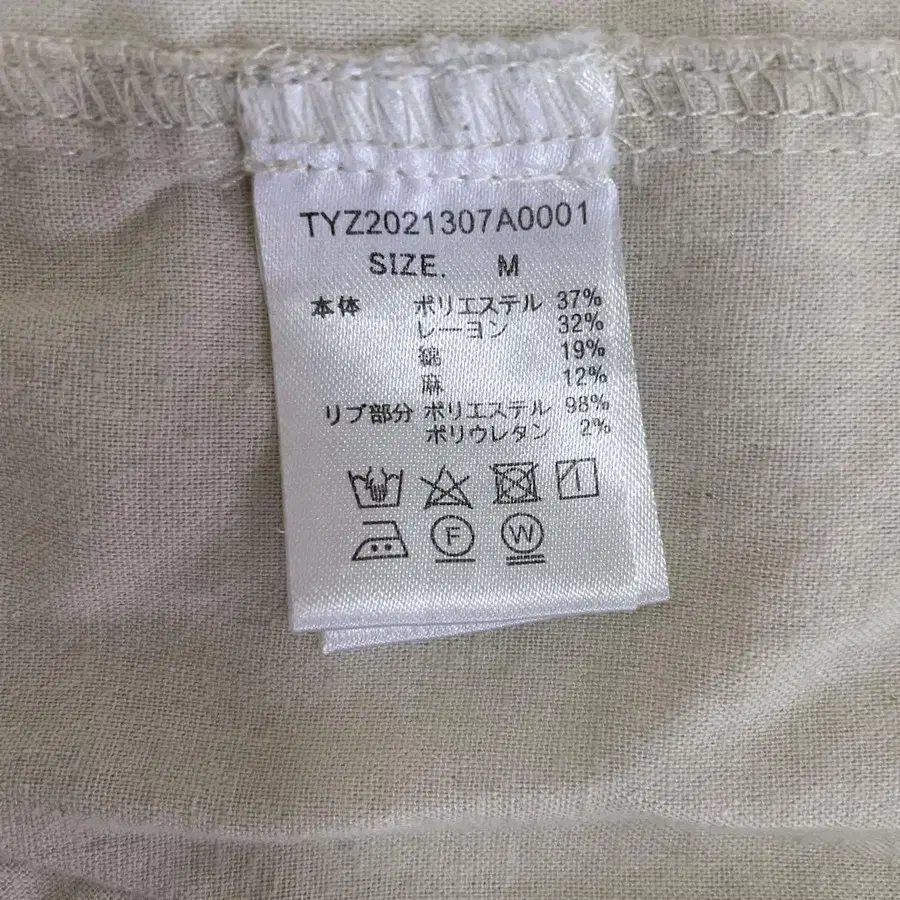 TYZ2021307A0001
SIZE. M
本体 ポリエステル 37%
レーヨン 32%
綿 19%
麻 12%
リブ部分 ポリエステル 98%
ポリウレタン 2%
F W